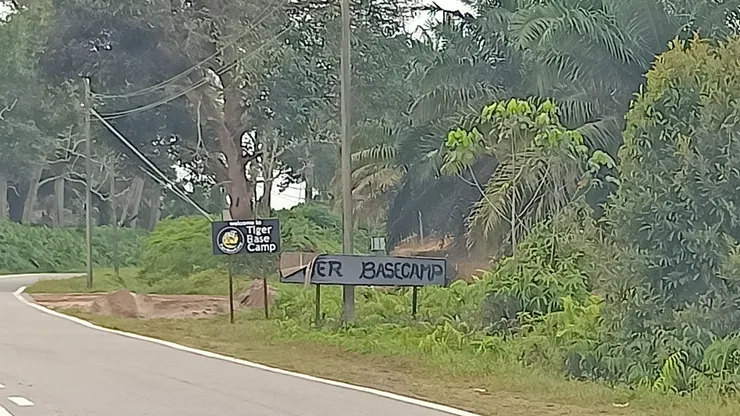 welcome to
Tiger
Base
Camp
ER BASECAMP